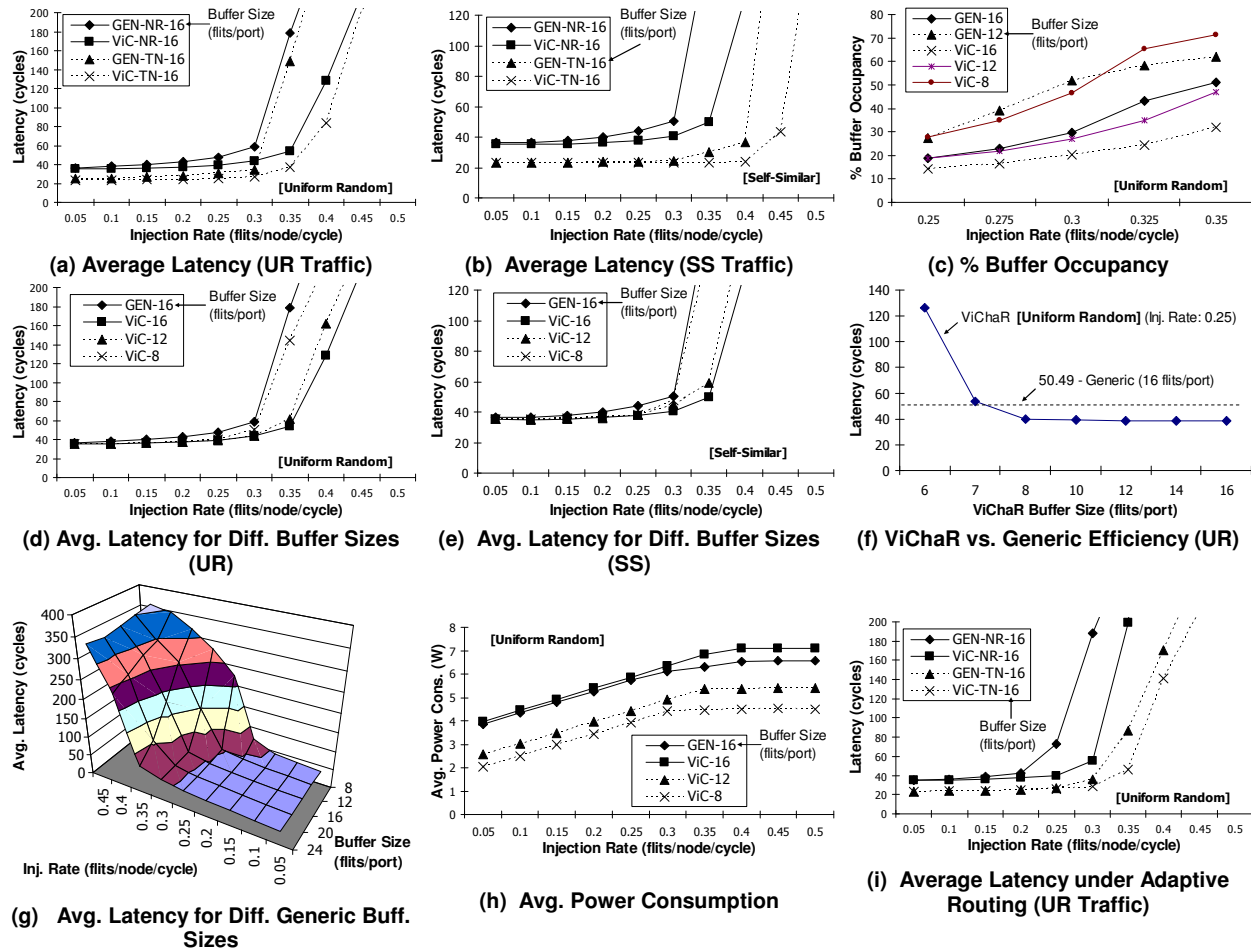 GEN-NR-16
ViC-NR-16
GEN-TN-16
ViC-TN-16
Buffer Size
(flits/port)
200
180
160
140
120
100
80
60
40
20
0
Latency (cycles)
[Uniform Random]
0.05 0.1 0.15 0.2 0.25 0.3 0.35 0.4 0.45 0.5
Injection Rate (flits/node/cycle)
(a) Average Latency (UR Traffic)
GEN-NR-16
ViC-NR-16
GEN-TN-16
ViC-TN-16
Buffer Size
(flits/port)
120
100
80
60
40
20
0
Latency (cycles)
[Self-Similar]
0.05 0.1 0.15 0.2 0.25 0.3 0.35 0.4 0.45 0.5
Injection Rate (flits/node/cycle)
(b) Average Latency (SS Traffic)
GEN-16
GEN-12
ViC-16
ViC-12
ViC-8
Buffer Size
(flits/port)
80
70
60
50
40
30
20
10
0
% Buffer Occupancy
[Uniform Random]
0.25 0.275 0.3 0.325 0.35
Injection Rate (flits/node/cycle)
(c) % Buffer Occupancy
GEN-16
ViC-16
ViC-12
ViC-8
Buffer Size
(flits/port)
200
180
160
140
120
100
80
60
40
20
0
Latency (cycles)
[Uniform Random]
0.05 0.1 0.15 0.2 0.25 0.3 0.35 0.4 0.45 0.5
Injection Rate (flits/node/cycle)
(d) Avg. Latency for Diff. Buffer Sizes
(UR)
GEN-16
ViC-16
ViC-12
ViC-8
Buffer Size
(flits/port)
120
100
80
60
40
20
0
Latency (cycles)
[Self-Similar]
0.05 0.1 0.15 0.2 0.25 0.3 0.35 0.4 0.45 0.5
Injection Rate (flits/node/cycle)
(e) Avg. Latency for Diff. Buffer Sizes
(SS)
140
120
100
80
60
40
20
0
Latency (cycles)
ViChaR [Uniform Random] (Inj. Rate: 0.25)
50.49 - Generic (16 flits/port)
6 7 8 10 12 14 16
ViChaR Buffer Size (flits/port)
(f) ViChaR vs. Generic Efficiency (UR)
400
350
300
250
200
150
100
50
0
Avg. Latency (cycles)
0.45
0.4
0.35
0.3
0.25
0.2
0.15
0.1
0.05
Inj. Rate (flits/node/cycle)
8
12
16
20
24
Buffer Size
(flits/port)
(g) Avg. Latency for Diff. Generic Buff.
Sizes
[Uniform Random]
8
7
6
5
4
3
2
1
0
Avg. Power Cons. (W)
GEN-16
ViC-16
ViC-12
ViC-8
Buffer Size
(flits/port)
0.05 0.1 0.15 0.2 0.25 0.3 0.35 0.4 0.45 0.5
Injection Rate (flits/node/cycle)
(h) Avg. Power Consumption
GEN-NR-16
ViC-NR-16
GEN-TN-16
ViC-TN-16
Buffer Size
(flits/port)
200
180
160
140
120
100
80
60
40
20
0
Latency (cycles)
[Uniform Random]
0.05 0.1 0.15 0.2 0.25 0.3 0.35 0.4 0.45 0.5
Injection Rate (flits/node/cycle)
(i) Average Latency under Adaptive
Routing (UR Traffic)